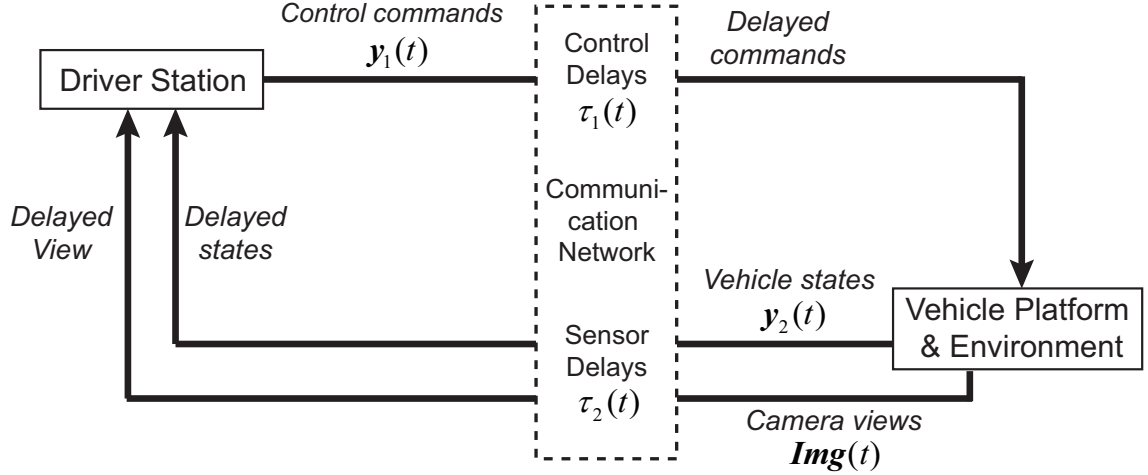 Control commands
y₁(t)
Driver Station
Control
Delays
τ₁(t)
Delayed
commands
Delayed
View
Delayed
states
Communi-
cation
Network
Vehicle states
y₂(t)
Vehicle Platform
& Environment
Sensor
Delays
τ₂(t)
Camera views
Img(t)